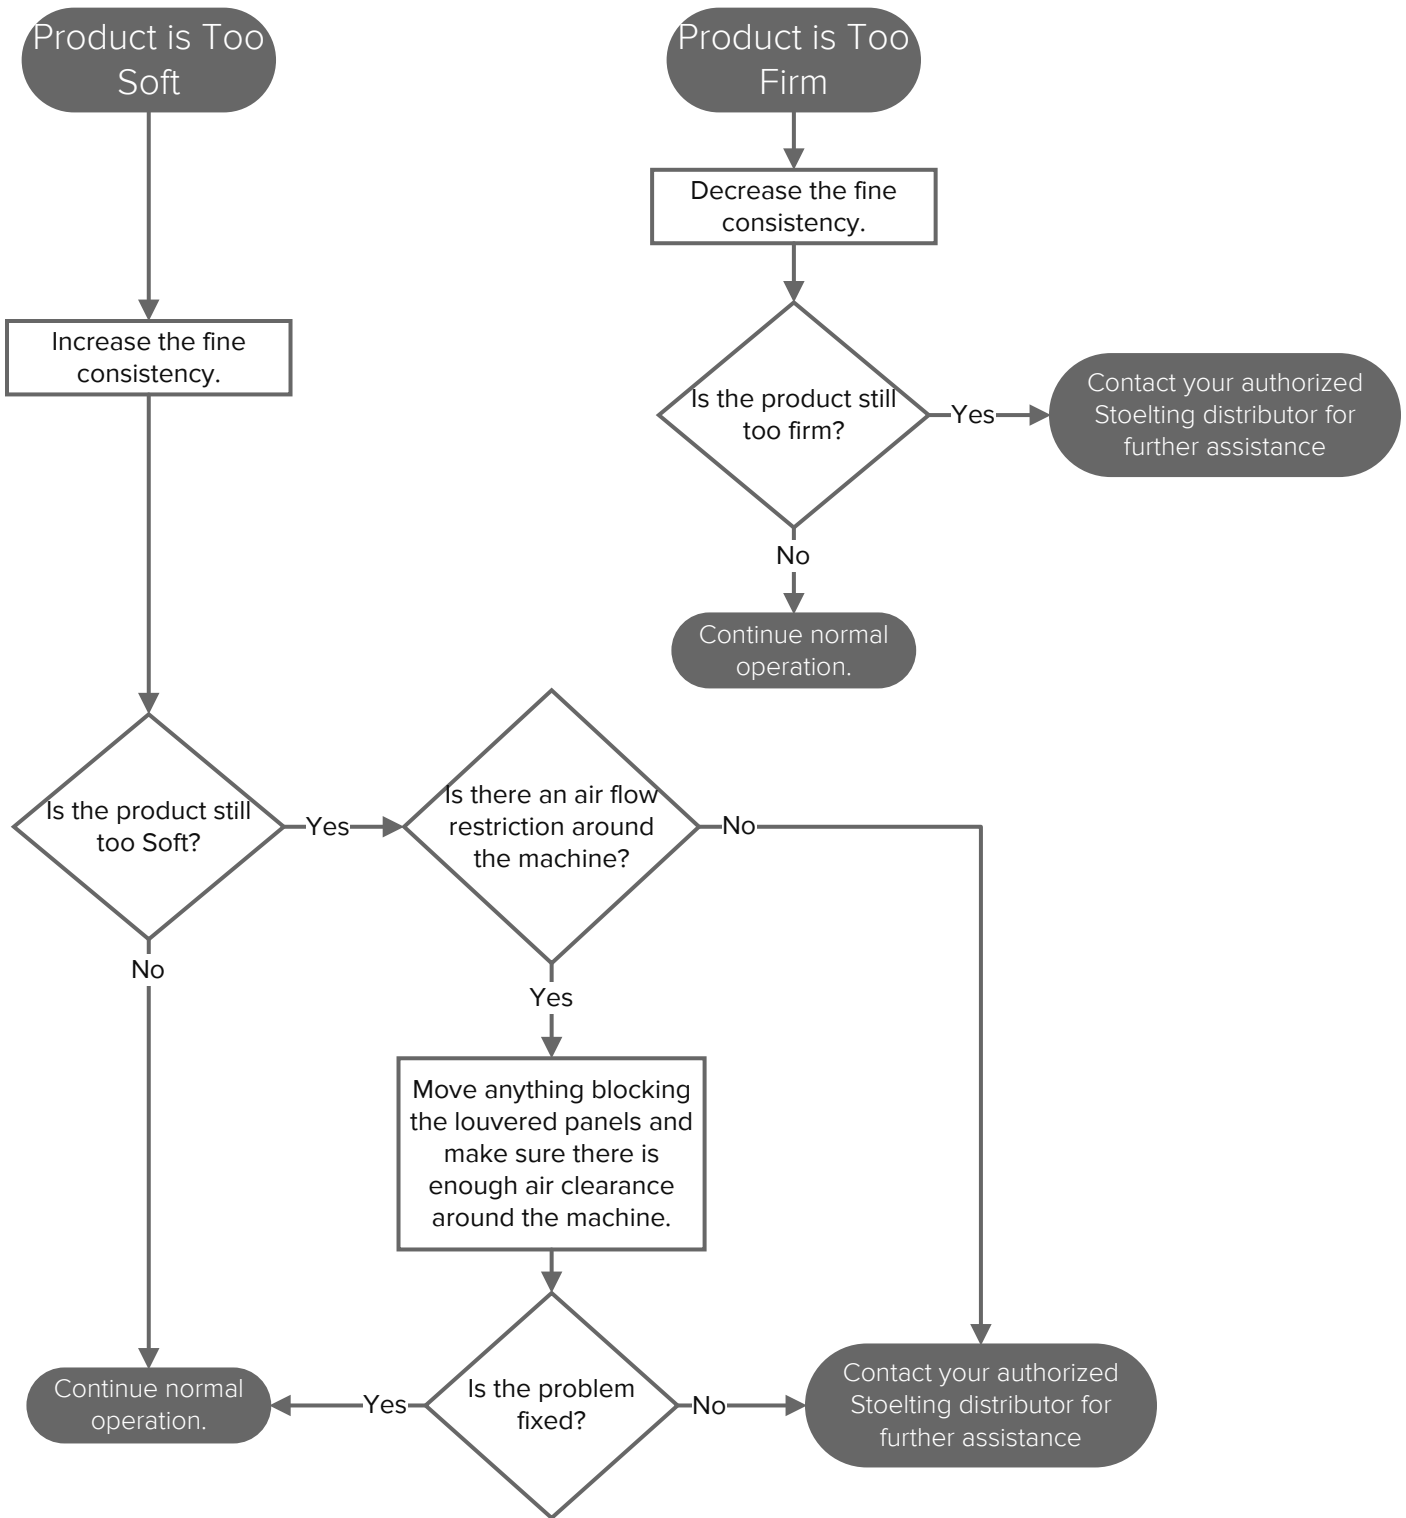 Product is Too
Soft
Product is Too
Firm
Decrease the fine
consistency.
Increase the fine
consistency.
Is the product still
too firm?
Yes
Contact your authorized
Stoelting distributor for
further assistance
No
Continue normal
operation.
Is the product still
too Soft?
Yes
Is there an air flow
restriction around
the machine?
No
No
Yes
Move anything blocking
the louvered panels and
make sure there is
enough air clearance
around the machine.
Is the problem
fixed?
Yes
Continue normal
operation.
No
Contact your authorized
Stoelting distributor for
further assistance